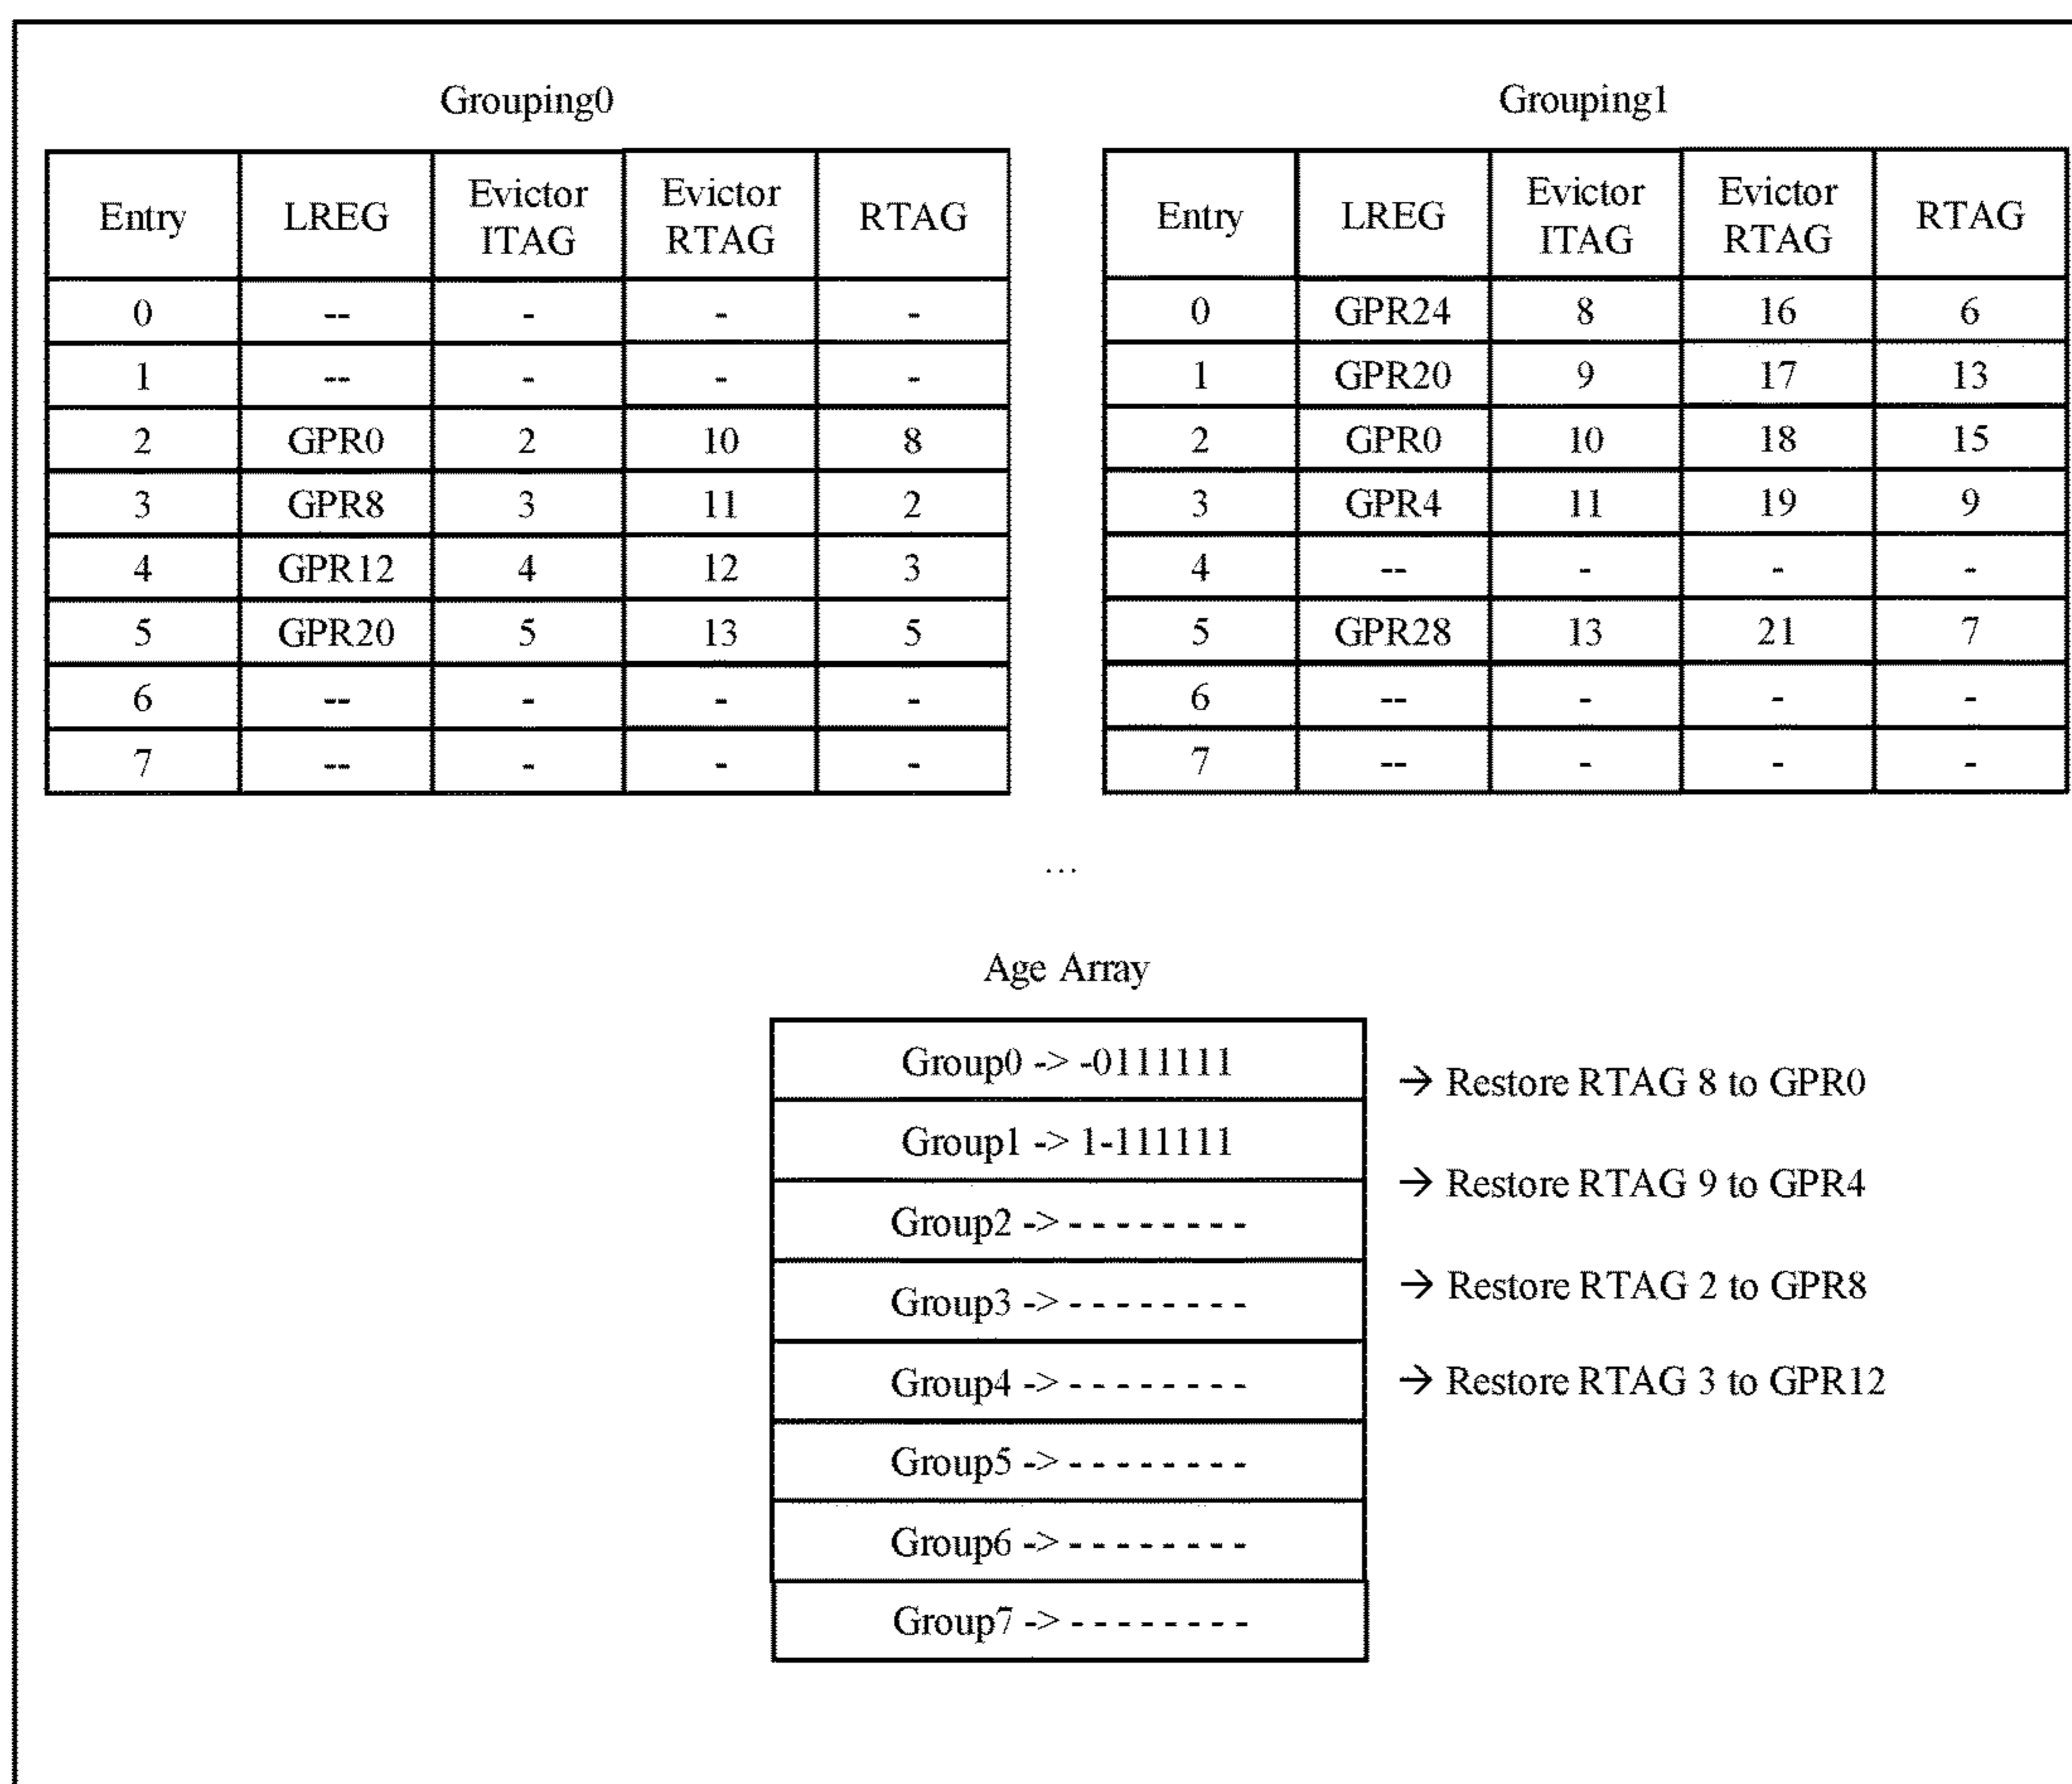 Grouping0
Entry LREG Evictor ITAG Evictor RTAG RTAG
0 -- - - -
1 -- - - -
2 GPR0 2 10 8
3 GPR8 3 11 2
4 GPR12 4 12 3
5 GPR20 5 13 5
6 -- - - -
7 -- - - -
Grouping1
Entry LREG Evictor ITAG Evictor RTAG RTAG
0 GPR24 8 16 6
1 GPR20 9 17 13
2 GPR0 10 18 15
3 GPR4 11 19 9
4 -- - - -
5 GPR28 13 21 7
6 -- - - -
7 -- - - -
...
Age Array
Group0 -> -0111111
Group1 -> 1-111111
Group2 -> - - - - - - - -
Group3 -> - - - - - - - -
Group4 -> - - - - - - - -
Group5 -> - - - - - - - -
Group6 -> - - - - - - - -
Group7 -> - - - - - - - -
→ Restore RTAG 8 to GPR0
→ Restore RTAG 9 to GPR4
→ Restore RTAG 2 to GPR8
→ Restore RTAG 3 to GPR12